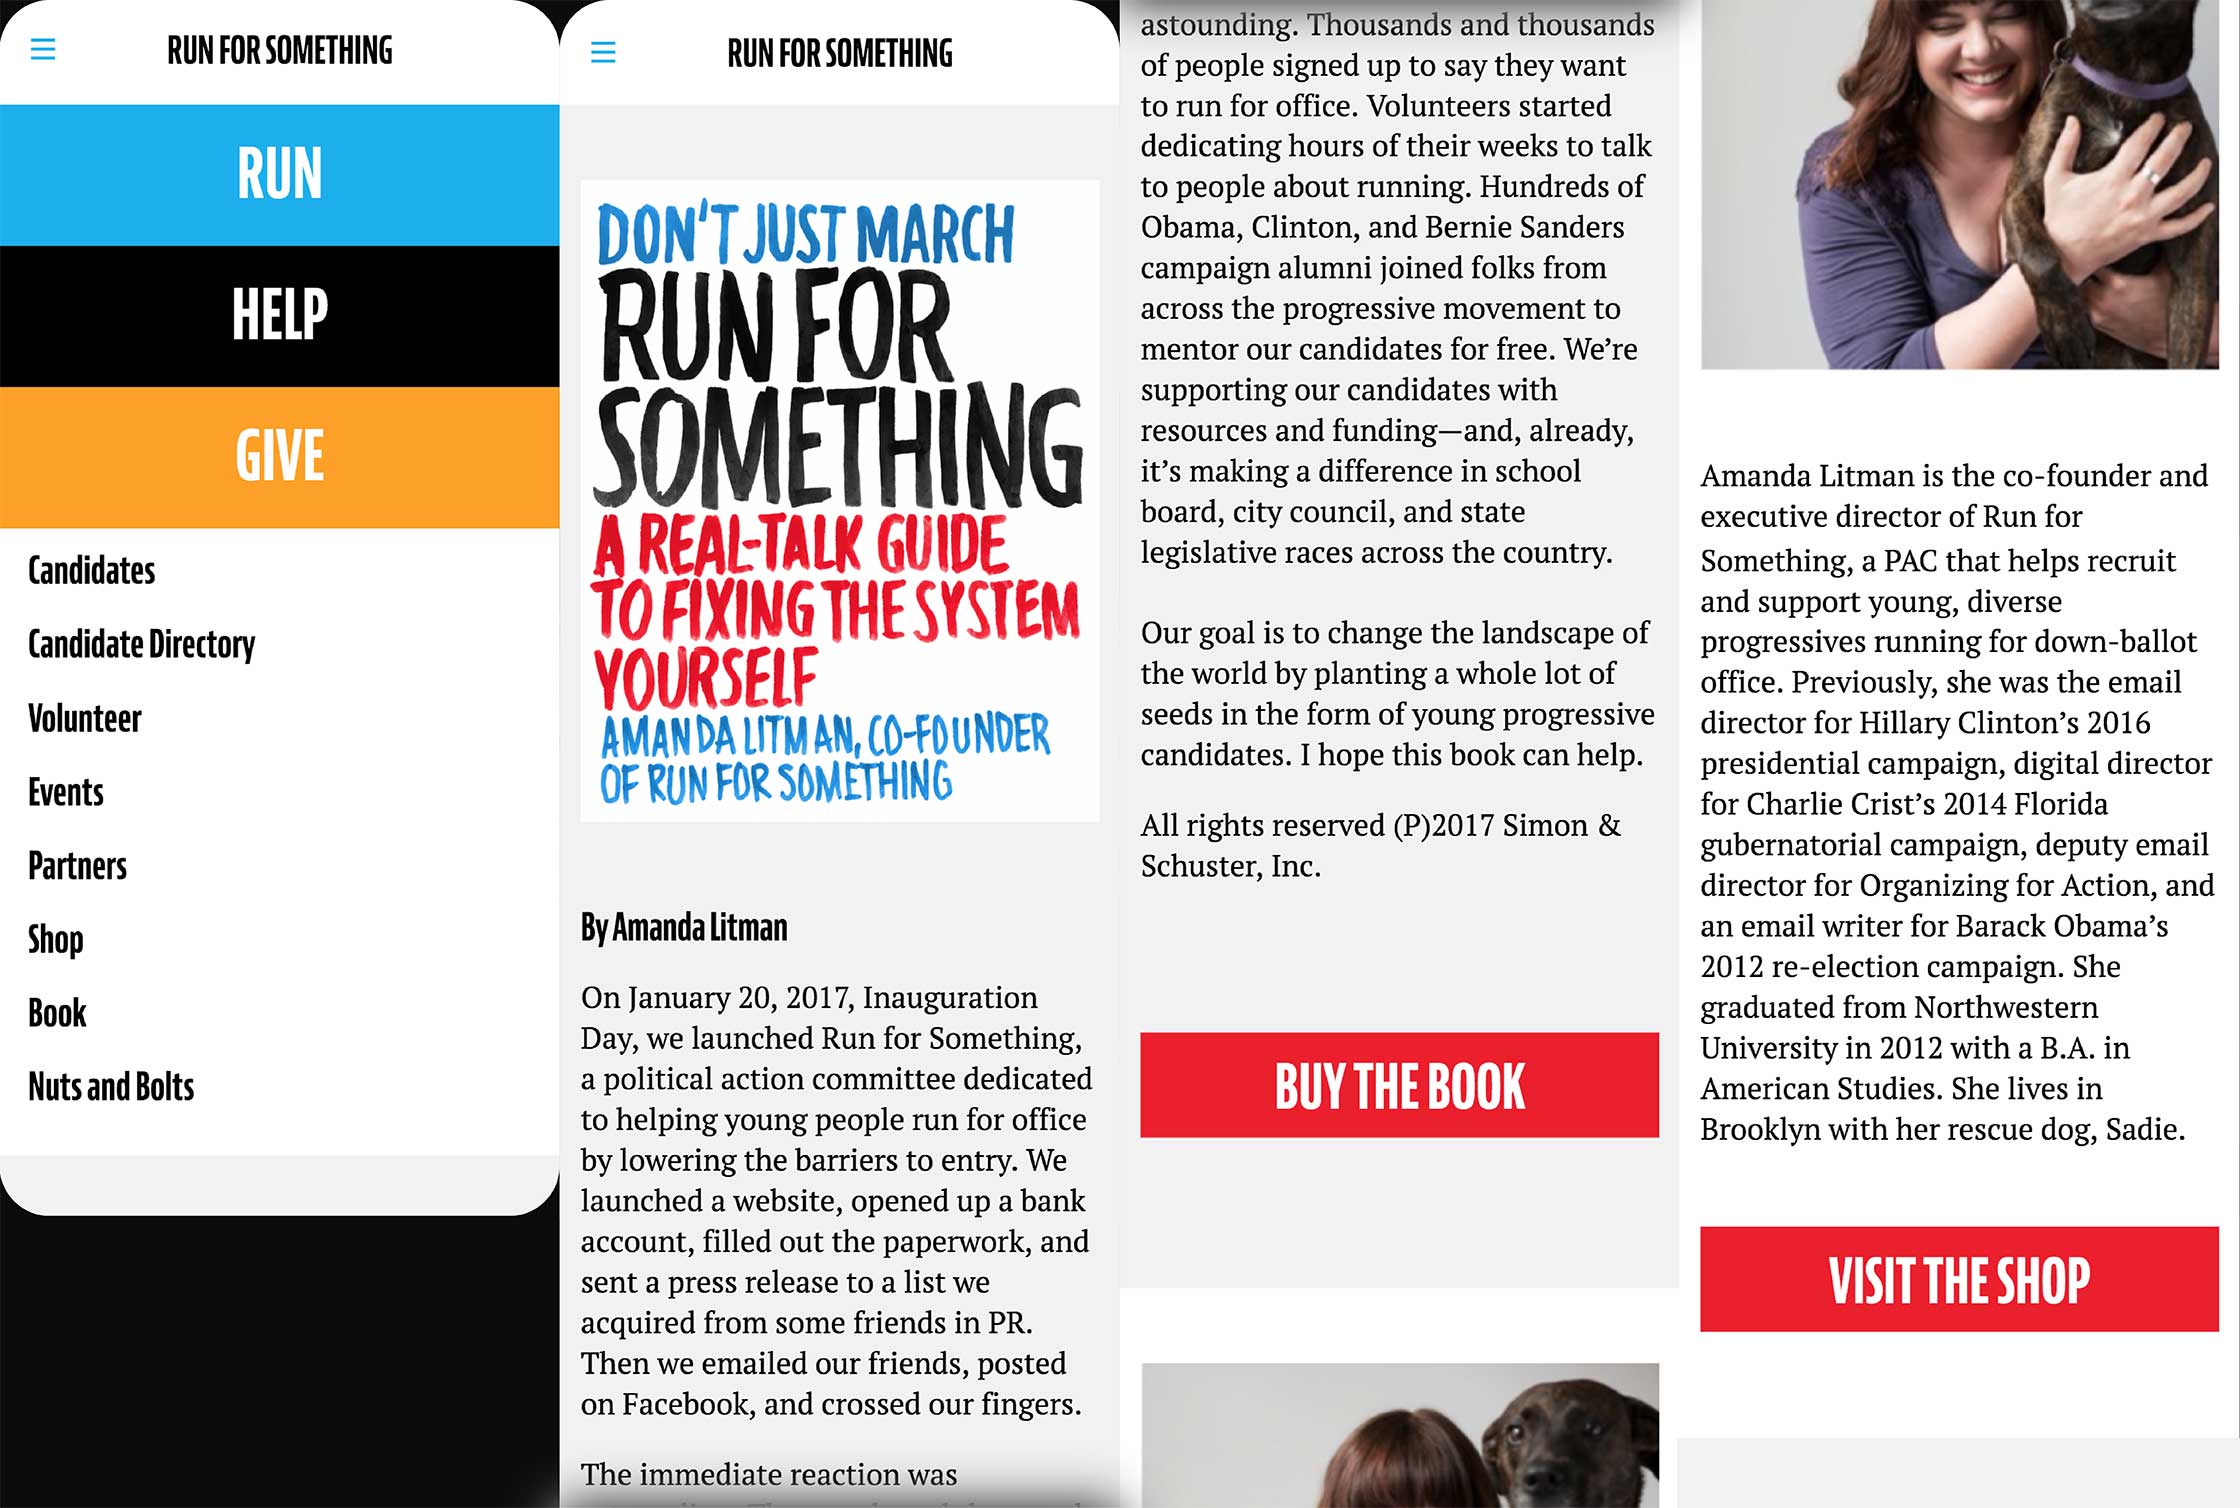 RUN FOR SOMETHING
RUN
HELP
GIVE
Candidates
Candidate Directory
Volunteer
Events
Partners
Shop
Book
Nuts and Bolts
RUN FOR SOMETHING
DON'T JUST MARCH
RUN FOR
SOMETHING
A REAL-TALK GUIDE
TO FIXING THE SYSTEM
YOURSELF
AMANDA LITMAN, CO-FOUNDER
OF RUN FOR SOMETHING
By Amanda Litman
On January 20, 2017, Inauguration
Day, we launched Run for Something,
a political action committee dedicated
to helping young people run for office
by lowering the barriers to entry. We
launched a website, opened up a bank
account, filled out the paperwork, and
sent a press release to a list we
acquired from some friends in PR.
Then we emailed our friends, posted
on Facebook, and crossed our fingers.
The immediate reaction was
astounding. Thousands and thousands
of people signed up to say they want
to run for office. Volunteers started
dedicating hours of their weeks to talk
to people about running. Hundreds of
Obama, Clinton, and Bernie Sanders
campaign alumni joined folks from
across the progressive movement to
mentor our candidates for free. We’re
supporting our candidates with
resources and funding—and, already,
it’s making a difference in school
board, city council, and state
legislative races across the country.
Our goal is to change the landscape of
the world by planting a whole lot of
seeds in the form of young progressive
candidates. I hope this book can help.
All rights reserved (P)2017 Simon &
Schuster, Inc.
BUY THE BOOK
Amanda Litman is the co-founder and
executive director of Run for
Something, a PAC that helps recruit
and support young, diverse
progressives running for down-ballot
office. Previously, she was the email
director for Hillary Clinton’s 2016
presidential campaign, digital director
for Charlie Crist’s 2014 Florida
gubernatorial campaign, deputy email
director for Organizing for Action, and
an email writer for Barack Obama’s
2012 re-election campaign. She
graduated from Northwestern
University in 2012 with a B.A. in
American Studies. She lives in
Brooklyn with her rescue dog, Sadie.
VISIT THE SHOP